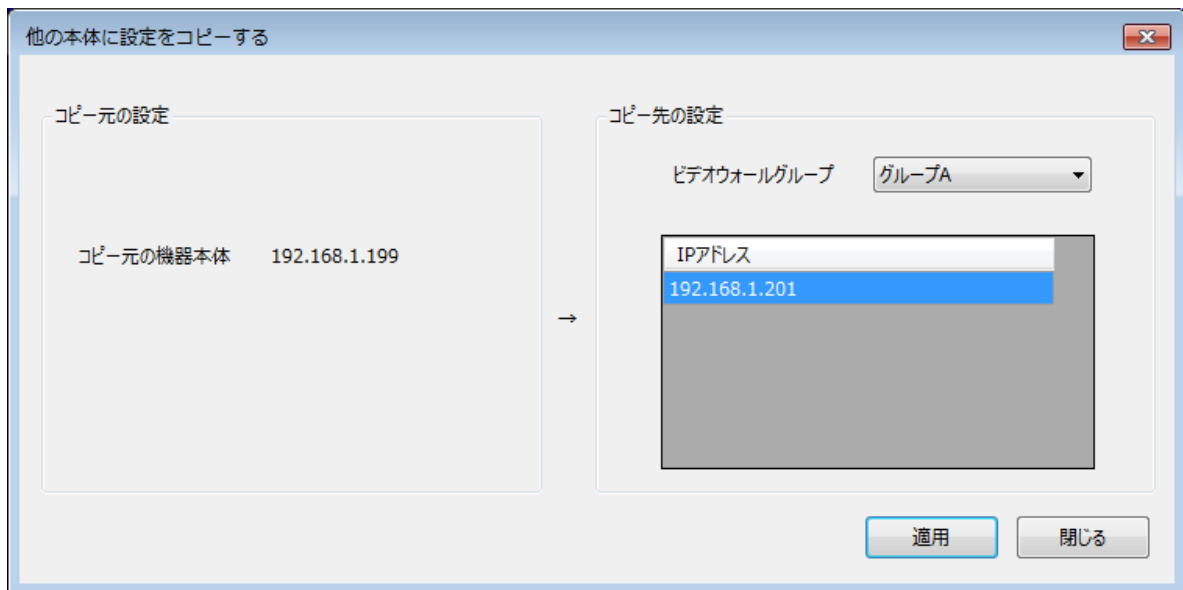 他の本体に設定をコピーする
コピー元の設定
コピー元の機器本体 192.168.1.199
→
コピー先の設定
ビデオウォールグループ グループA
IPアドレス
192.168.1.201
適用 閉じる